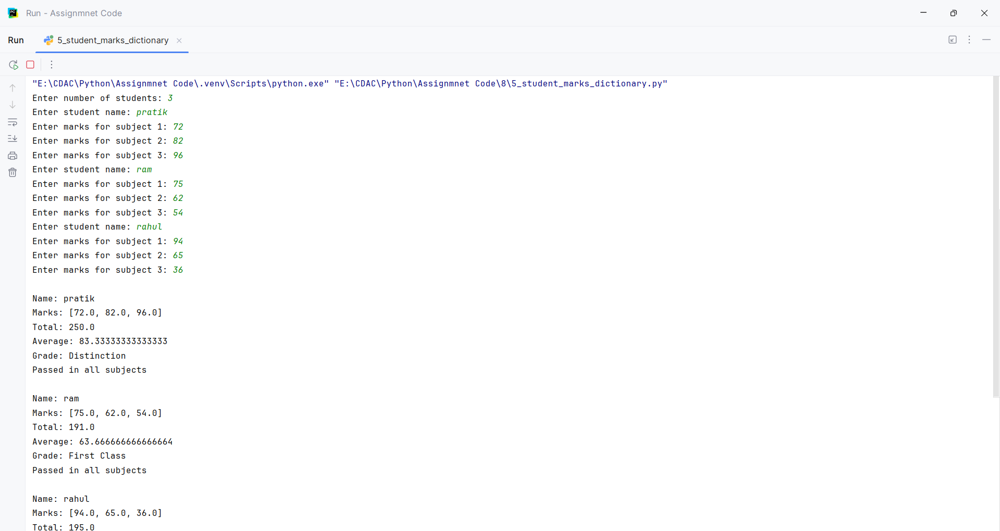 Run - Assignmnet Code
Run 5_student_marks_dictionary
"E:\CDAC\Python\Assignmnet Code\.venv\Scripts\python.exe" "E:\CDAC\Python\Assignmnet Code\8\5_student_marks_dictionary.py"
Enter number of students: 3
Enter student name: pratik
Enter marks for subject 1: 72
Enter marks for subject 2: 82
Enter marks for subject 3: 96
Enter student name: ram
Enter marks for subject 1: 75
Enter marks for subject 2: 62
Enter marks for subject 3: 54
Enter student name: rahul
Enter marks for subject 1: 94
Enter marks for subject 2: 65
Enter marks for subject 3: 36
Name: pratik
Marks: [72.0, 82.0, 96.0]
Total: 250.0
Average: 83.33333333333333
Grade: Distinction
Passed in all subjects
Name: ram
Marks: [75.0, 62.0, 54.0]
Total: 191.0
Average: 63.666666666666664
Grade: First Class
Passed in all subjects
Name: rahul
Marks: [94.0, 65.0, 36.0]
Total: 195.0